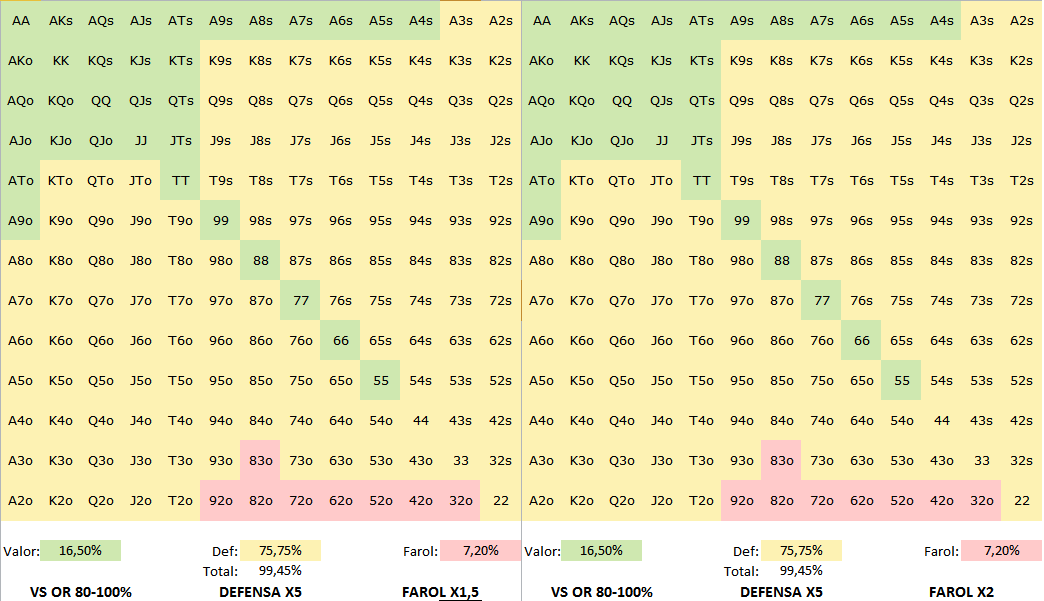 AA AKs AQs AJs ATs A9s A8s A7s A6s A5s A4s A3s A2s AA AKs AQs AJs ATs A9s A8s A7s A6s A5s A4s A3s A2s
AKo KK KQs KJs KTs K9s K8s K7s K6s K5s K4s K3s K2s AKo KK KQs KJs KTs K9s K8s K7s K6s K5s K4s K3s K2s
AQo KQo QQ QJs QTs Q9s Q8s Q7s Q6s Q5s Q4s Q3s Q2s AQo KQo QQ QJs QTs Q9s Q8s Q7s Q6s Q5s Q4s Q3s Q2s
AJo KJo QJo JJ JTs J9s J8s J7s J6s J5s J4s J3s J2s AJo KJo QJo JJ JTs J9s J8s J7s J6s J5s J4s J3s J2s
ATo KTo QTo JTo TT T9s T8s T7s T6s T5s T4s T3s T2s ATo KTo QTo JTo TT T9s T8s T7s T6s T5s T4s T3s T2s
A9o K9o Q9o J9o T9o 99 98s 97s 96s 95s 94s 93s 92s A9o K9o Q9o J9o T9o 99 98s 97s 96s 95s 94s 93s 92s
A8o K8o Q8o J8o T8o 98o 88 87s 86s 85s 84s 83s 82s A8o K8o Q8o J8o T8o 98o 88 87s 86s 85s 84s 83s 82s
A7o K7o Q7o J7o T7o 97o 87o 77 76s 75s 74s 73s 72s A7o K7o Q7o J7o T7o 97o 87o 77 76s 75s 74s 73s 72s
A6o K6o Q6o J6o T6o 96o 86o 76o 66 65s 64s 63s 62s A6o K6o Q6o J6o T6o 96o 86o 76o 66 65s 64s 63s 62s
A5o K5o Q5o J5o T5o 95o 85o 75o 65o 55 54s 53s 52s A5o K5o Q5o J5o T5o 95o 85o 75o 65o 55 54s 53s 52s
A4o K4o Q4o J4o T4o 94o 84o 74o 64o 54o 44 43s 42s A4o K4o Q4o J4o T4o 94o 84o 74o 64o 54o 44 43s 42s
A3o K3o Q3o J3o T3o 93o 83o 73o 63o 53o 43o 33 32s A3o K3o Q3o J3o T3o 93o 83o 73o 63o 53o 43o 33 32s
A2o K2o Q2o J2o T2o 92o 82o 72o 62o 52o 42o 32o 22 A2o K2o Q2o J2o T2o 92o 82o 72o 62o 52o 42o 32o 22
Valor: 16,50% Def: 75,75% Farol: 7,20% Valor: 16,50% Def: 75,75% Farol: 7,20%
Total: 99,45% Total: 99,45%
VS OR 80-100% DEFENSA X5 FAROL X1,5 VS OR 80-100% DEFENSA X5 FAROL X2